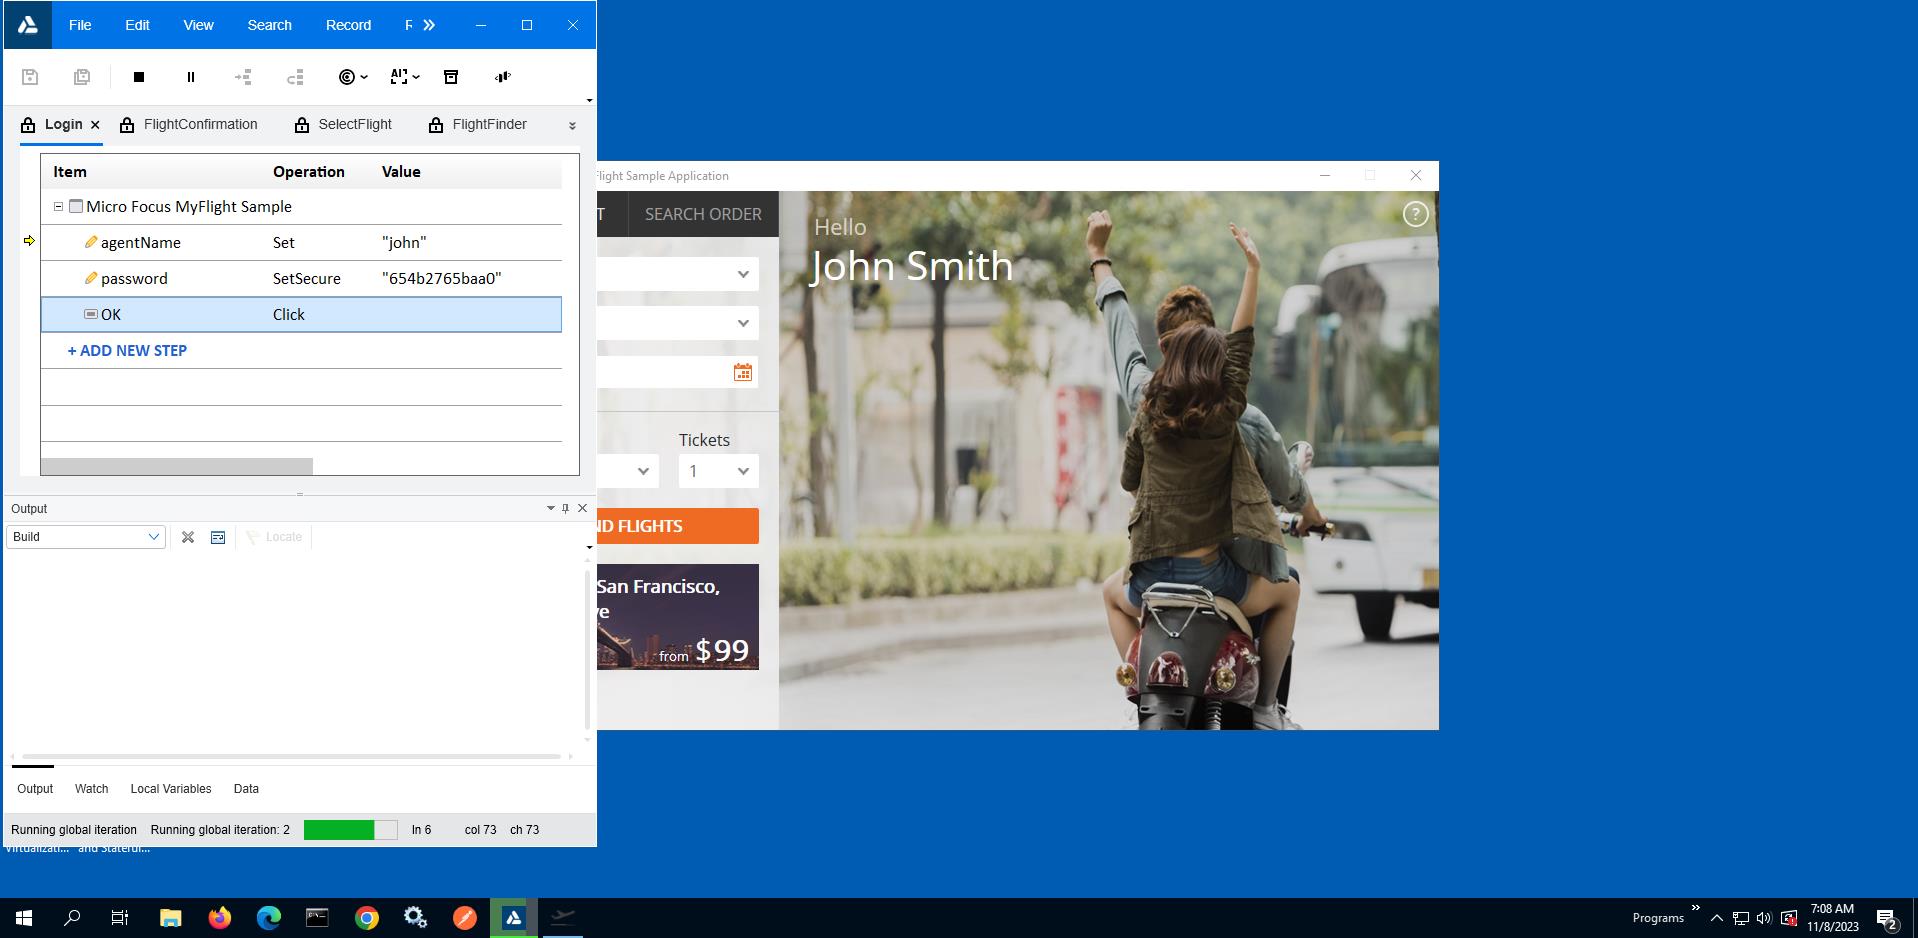 File Edit View Search Record
Login FlightConfirmation SelectFlight FlightFinder
Item Operation Value
Micro Focus MyFlight Sample
agentName Set "john"
password SetSecure "654b2765baa0"
OK Click
+ ADD NEW STEP
Output
Build Locate
Output Watch Local Variables Data
Running global iteration Running global iteration: 2 ln 6 col 73 ch 73
Flight Sample Application
T SEARCH ORDER
Hello
John Smith
?
Tickets
1
ND FLIGHTS
San Francisco,
ve
from $99
Virtualizati... and Stateful...
Programs
7:08 AM
11/8/2023
2